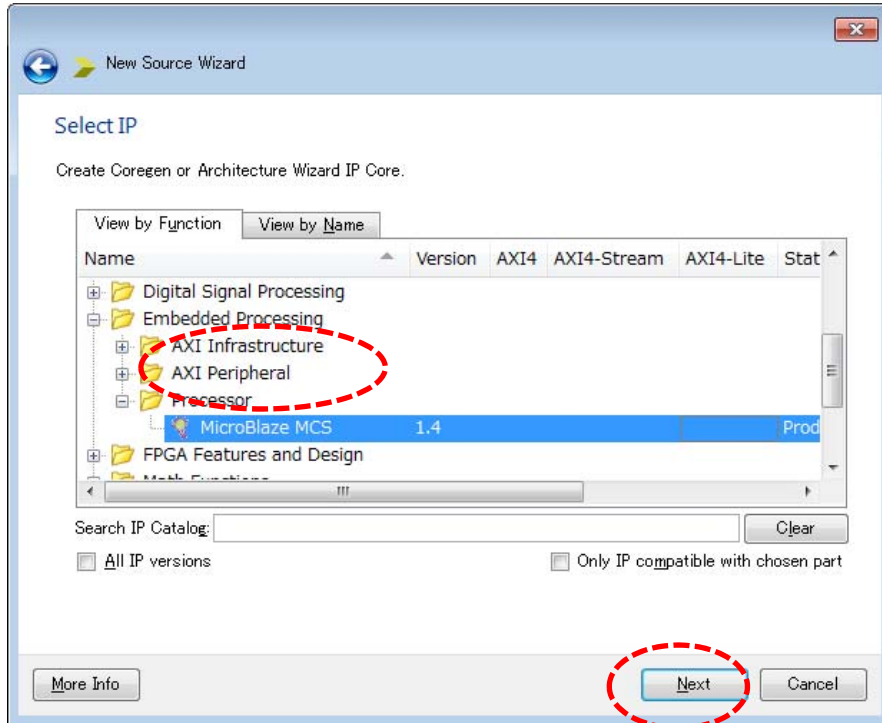 New Source Wizard
Select IP
Create Coregen or Architecture Wizard IP Core.
View by Function View by Name
Name Version AXI4 AXI4-Stream AXI4-Lite Stat
Digital Signal Processing
Embedded Processing
AXI Infrastructure
AXI Peripheral
Processor
MicroBlaze MCS 1.4 Prod
FPGA Features and Design
Math Functions
Search IP Catalog: Clear
All IP versions Only IP compatible with chosen part
More Info Next Cancel